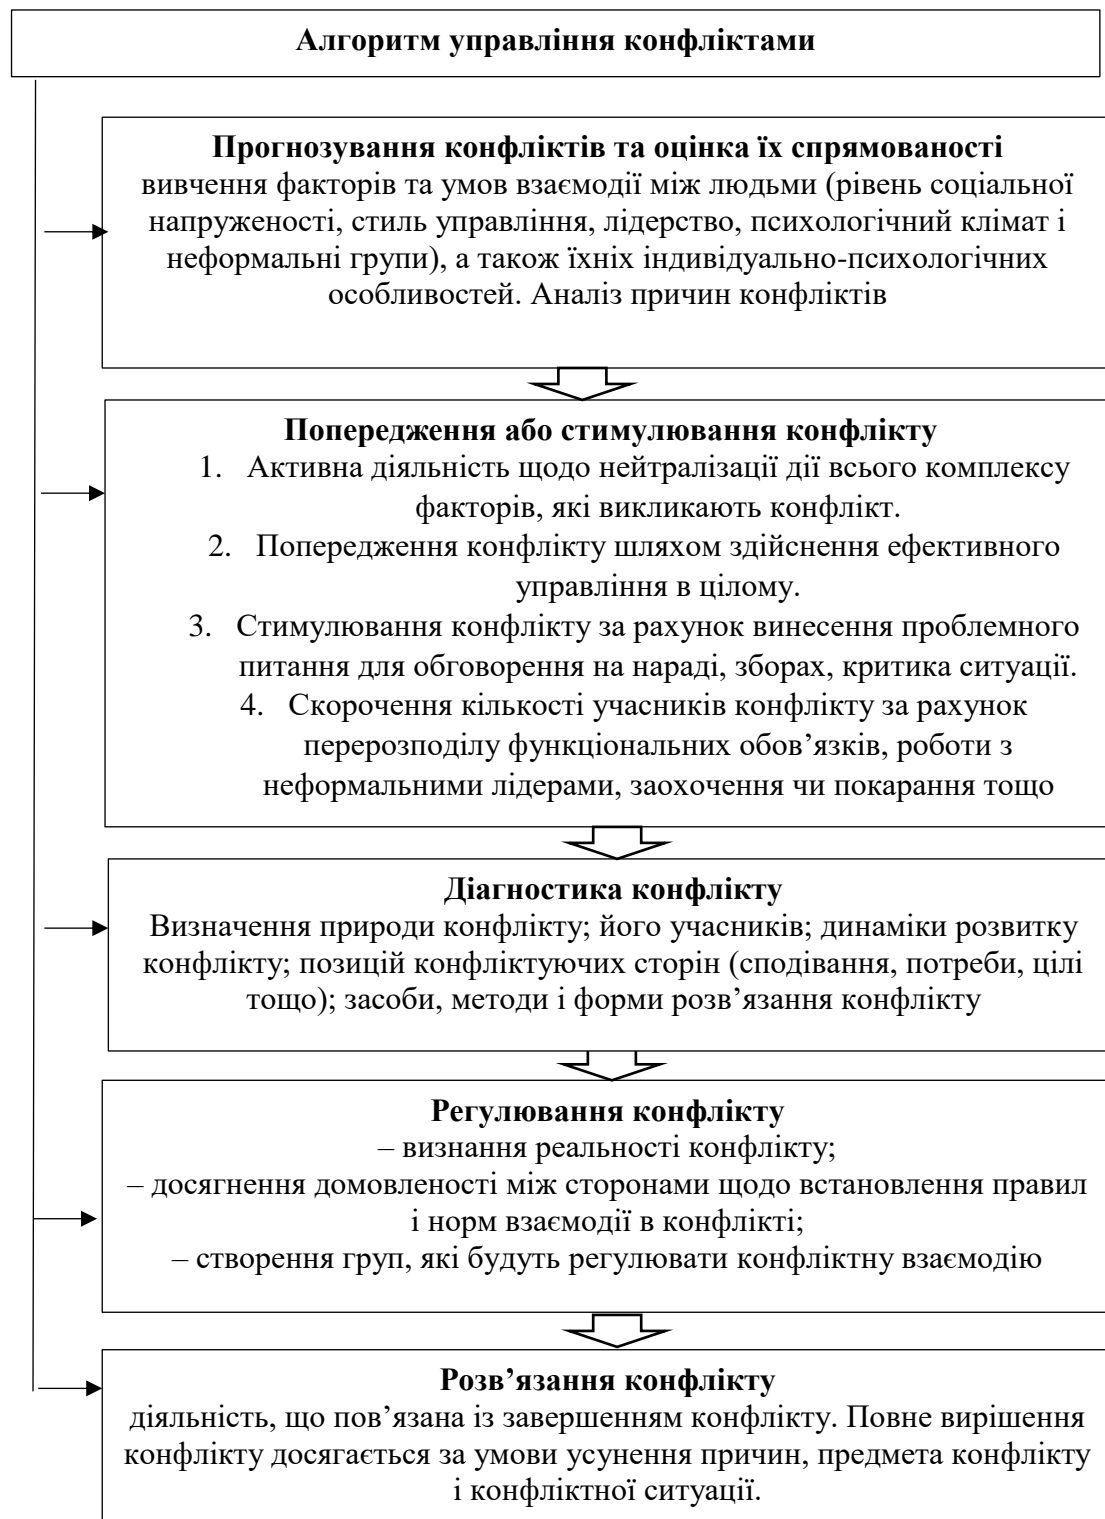 Алгоритм управління конфліктами
Прогнозування конфліктів та оцінка їх спрямованості
вивчення факторів та умов взаємодії між людьми (рівень соціальної
напруженості, стиль управління, лідерство, психологічний клімат і
неформальні групи), а також їхніх індивідуально-психологічних
особливостей. Аналіз причин конфліктів
Попередження або стимулювання конфлікту
1. Активна діяльність щодо нейтралізації дії всього комплексу
факторів, які викликають конфлікт.
2. Попередження конфлікту шляхом здійснення ефективного
управління в цілому.
3. Стимулювання конфлікту за рахунок винесення проблемного
питання для обговорення на нараді, зборах, критика ситуації.
4. Скорочення кількості учасників конфлікту за рахунок
перерозподілу функціональних обов’язків, роботи з
неформальними лідерами, заохочення чи покарання тощо
Діагностика конфлікту
Визначення природи конфлікту; його учасників; динаміки розвитку
конфлікту; позицій конфліктуючих сторін (сподівання, потреби, цілі
тощо); засоби, методи і форми розв’язання конфлікту
Регулювання конфлікту
– визнання реальності конфлікту;
– досягнення домовленості між сторонами щодо встановлення правил
і норм взаємодії в конфлікті;
– створення груп, які будуть регулювати конфліктну взаємодію
Розв’язання конфлікту
діяльність, що пов’язана із завершенням конфлікту. Повне вирішення
конфлікту досягається за умови усунення причин, предмета конфлікту
і конфліктної ситуації.